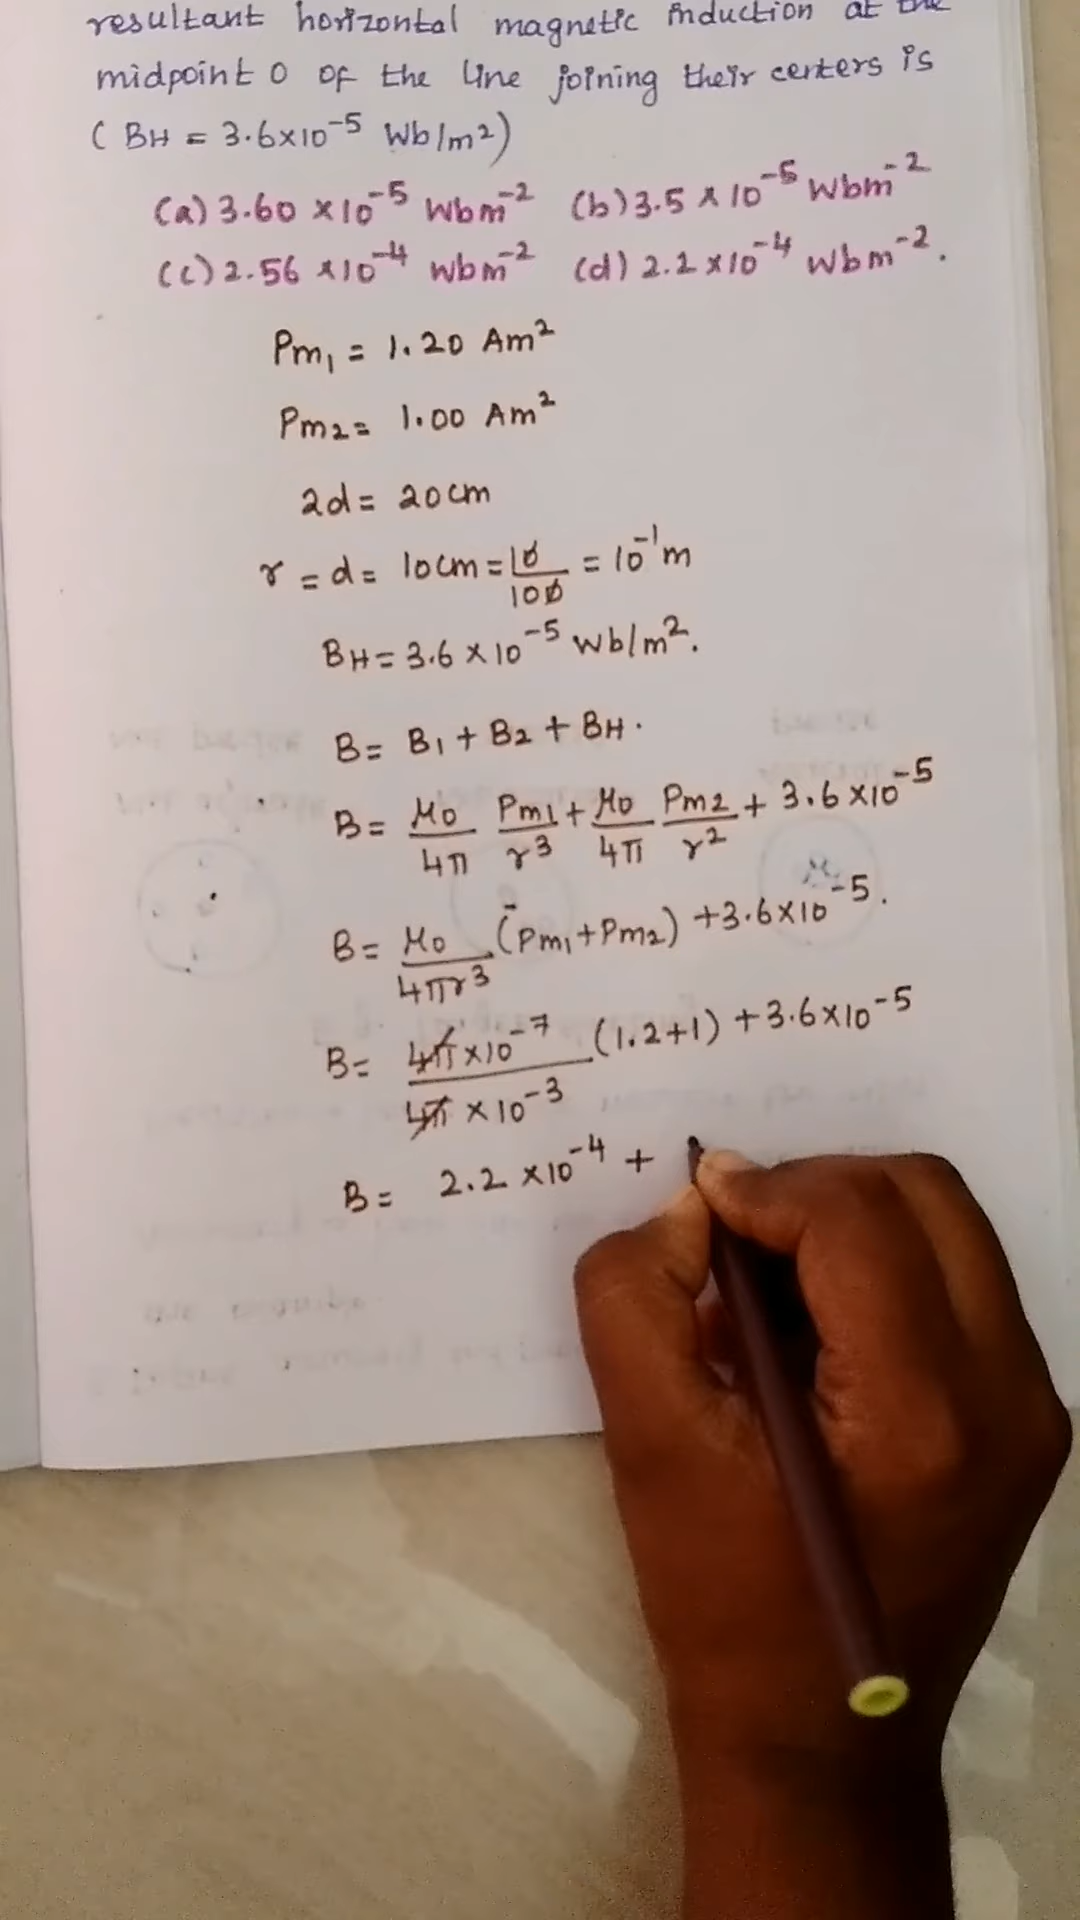 resultant horizontal magnetic induction at the
midpoint O of the line joining their centers is
( BH = 3.6×10⁻⁵ Wb/m²)
(a) 3.60 ×10⁻⁵ Wbm⁻² (b) 3.5 × 10⁻⁵ Wbm⁻²
(c) 2.56 ×10⁻⁴ Wbm⁻² (d) 2.2 ×10⁻⁴ Wbm⁻².
Pm₁ = 1.20 Am²
Pm₂ = 1.00 Am²
2d = 20cm
r = d = 10cm = 10/100 = 10⁻¹m
BH = 3.6 × 10⁻⁵ Wb/m².
B = B₁ + B₂ + BH.
B = μ₀/4π Pm₁/r³ + μ₀/4π Pm₂/r² + 3.6×10⁻⁵
B = μ₀/4πr³ (Pm₁+Pm₂) + 3.6×10⁻⁵.
B = 4π×10⁻⁷/4π×10⁻³ (1.2+1) + 3.6×10⁻⁵
B = 2.2 ×10⁻⁴ +